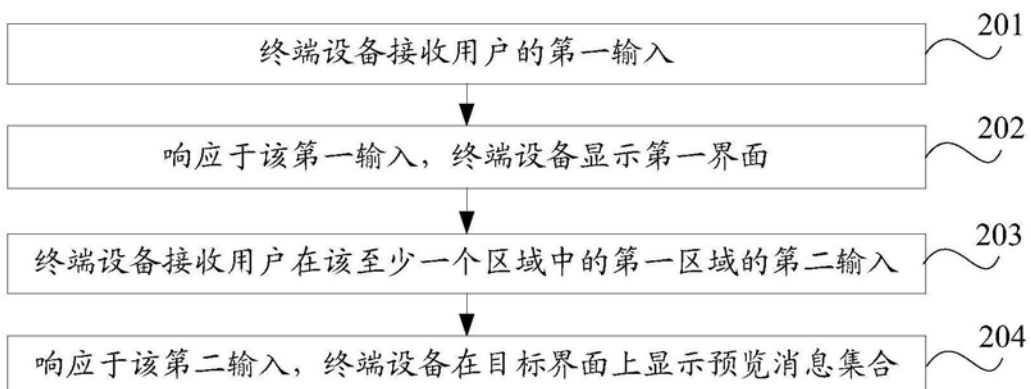 终端设备接收用户的第一输入
201
响应于该第一输入，终端设备显示第一界面
202
终端设备接收用户在该至少一个区域中的第一区域的第二输入
203
响应于该第二输入，终端设备在目标界面上显示预览消息集合
204